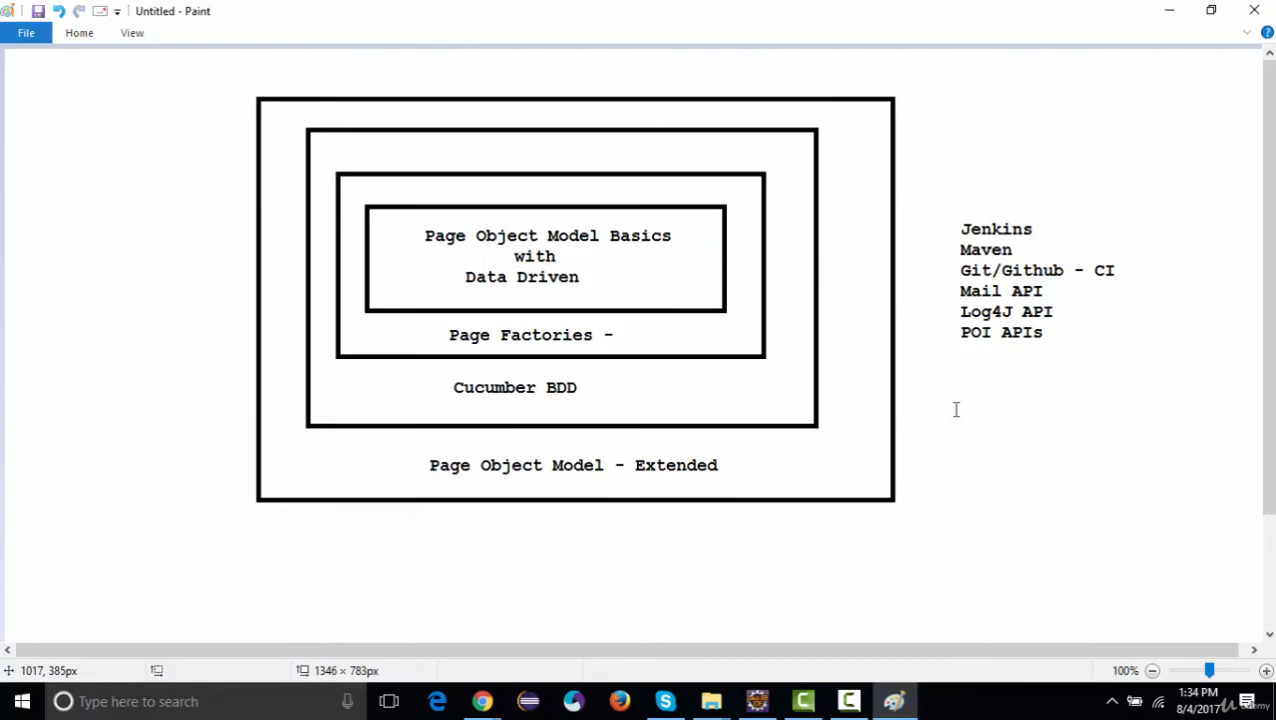 Untitled - Paint
File Home View
Page Object Model Basics
with
Data Driven
Page Factories -
Cucumber BDD
Page Object Model - Extended
Jenkins
Maven
Git/Github - CI
Mail API
Log4J API
POI APIs
1017, 385px
1346 × 783px
100%
Type here to search
1:34 PM
8/4/2017